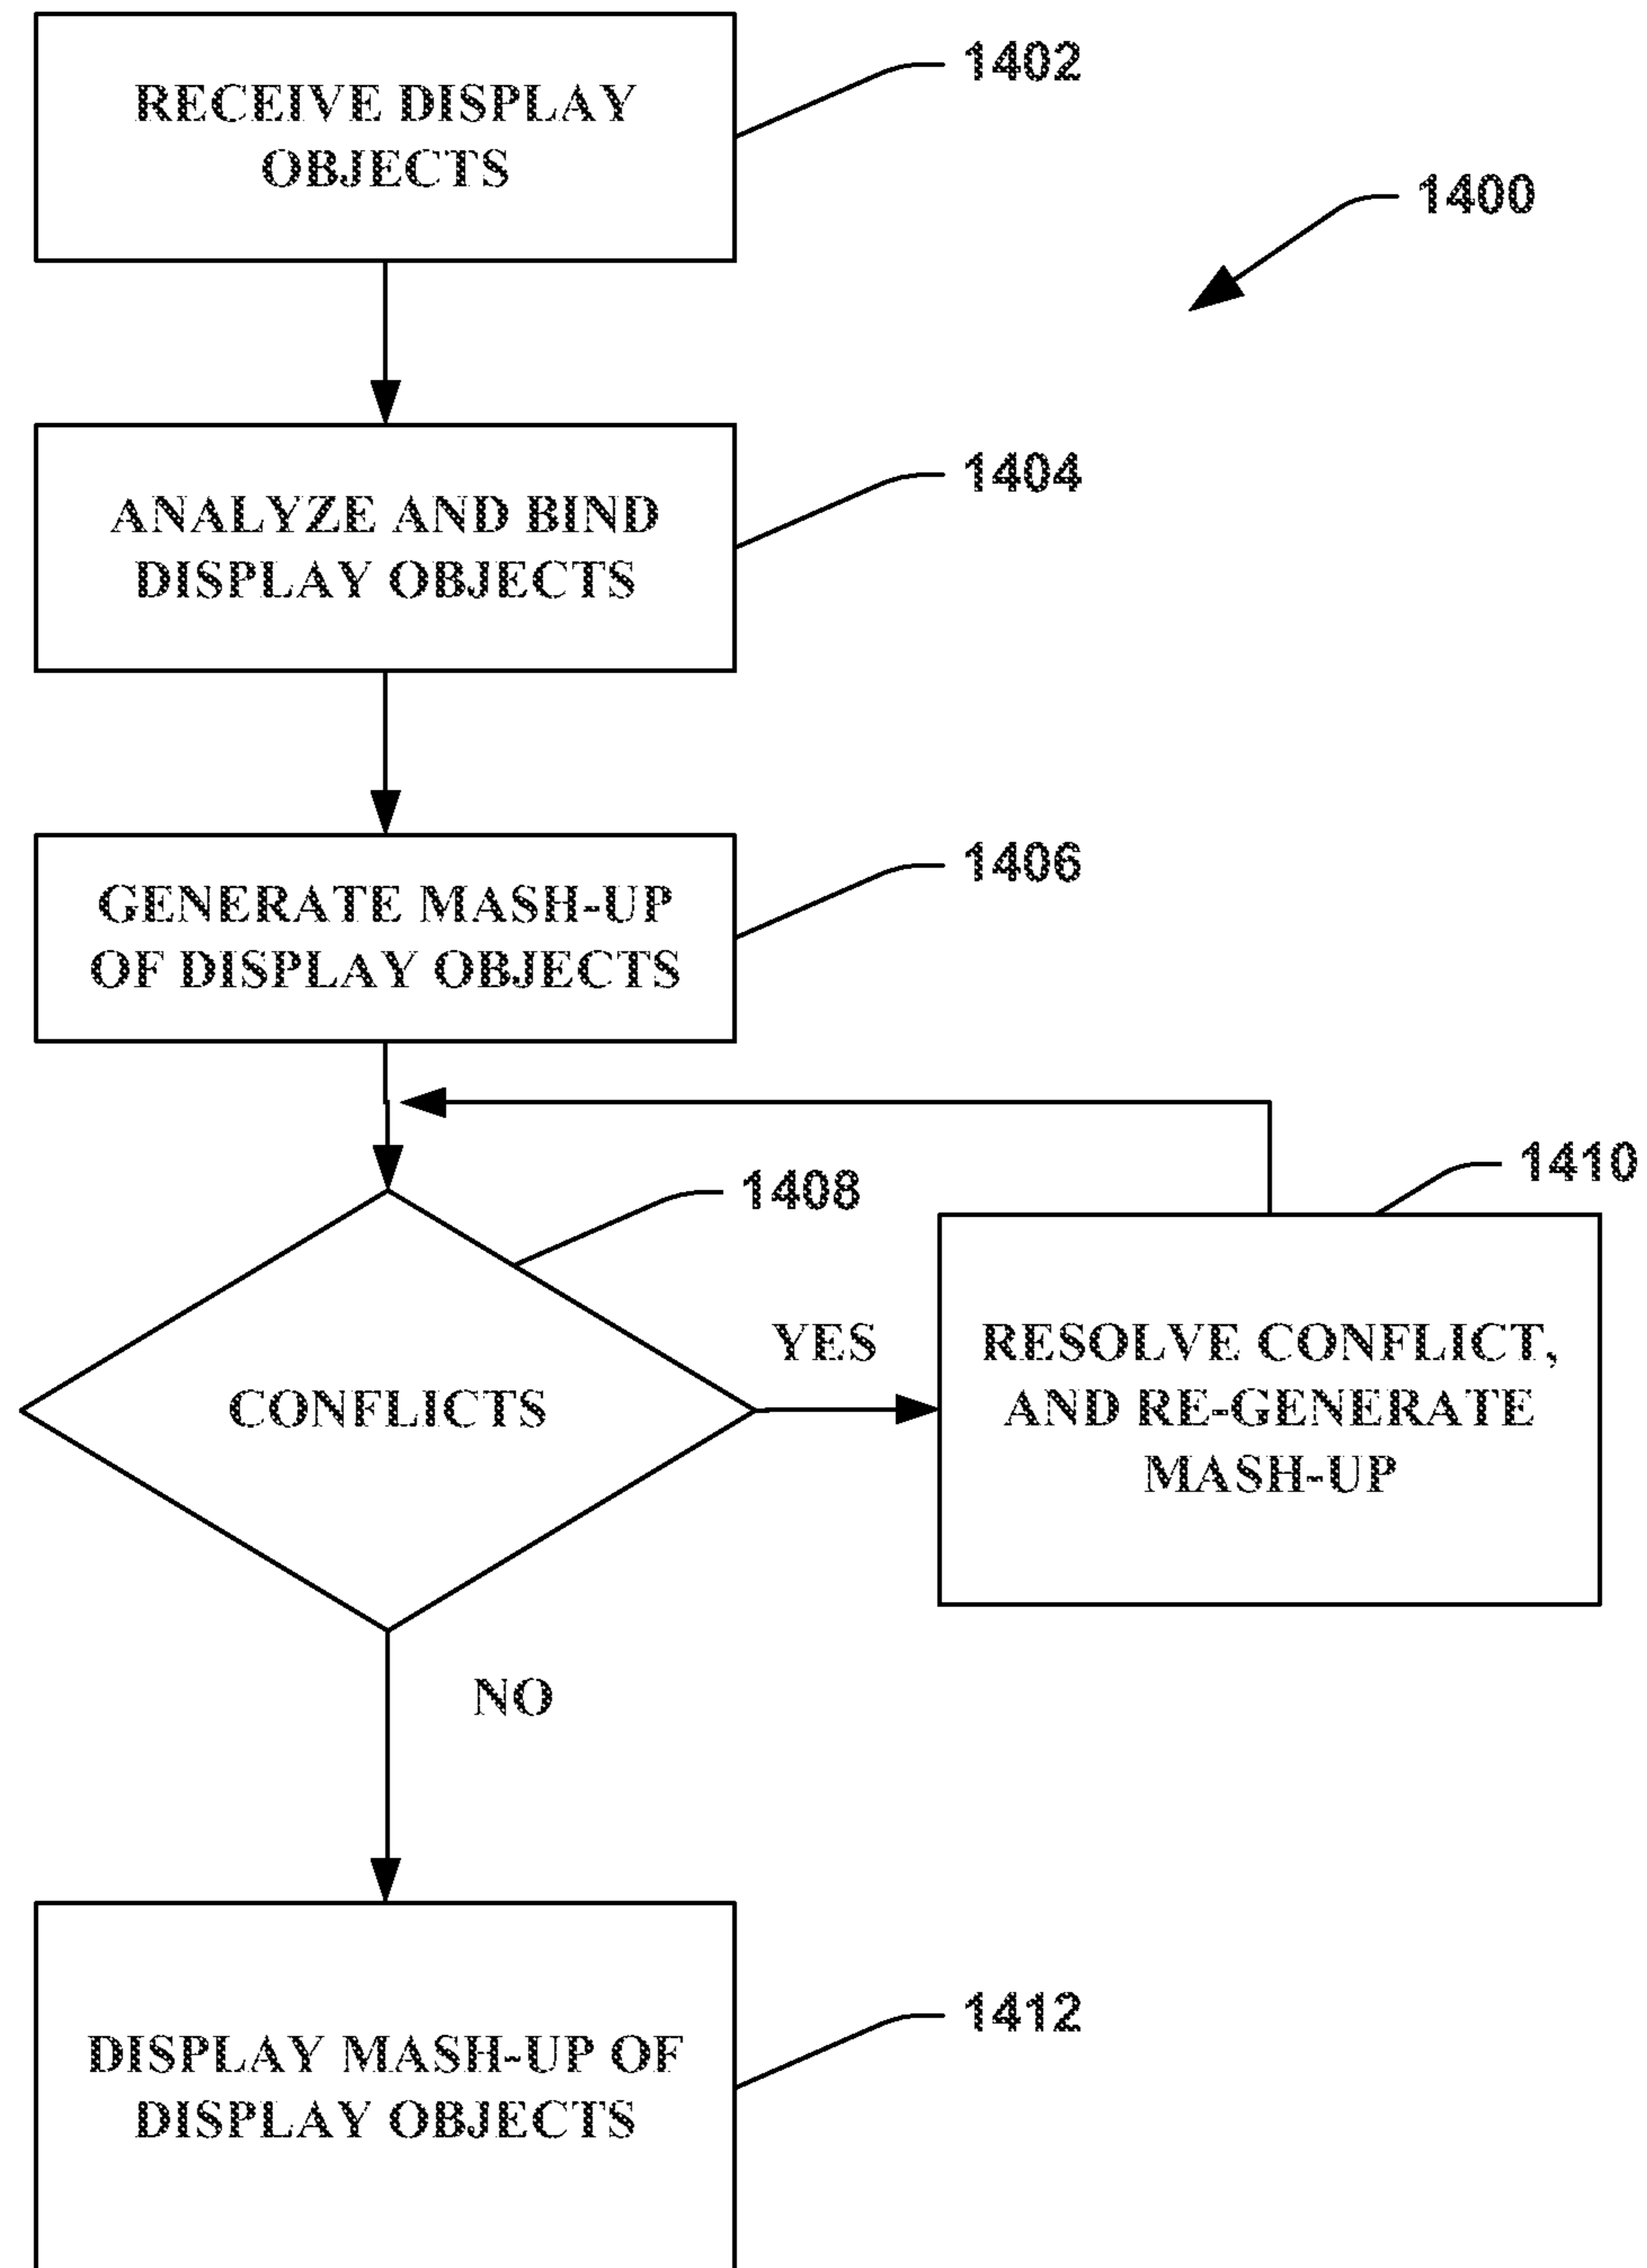 RECEIVE DISPLAY
OBJECTS
1402
1400
ANALYZE AND BIND
DISPLAY OBJECTS
1404
GENERATE MASH-UP
OF DISPLAY OBJECTS
1406
1408
1410
CONFLICTS
YES
RESOLVE CONFLICT,
AND RE-GENERATE
MASH-UP
NO
DISPLAY MASH-UP OF
DISPLAY OBJECTS
1412